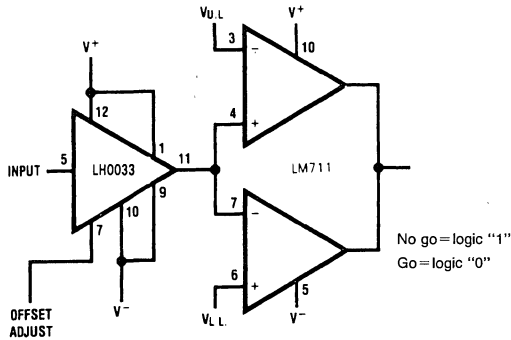 V_U.L
V⁺
3
10
V⁺
−
12
4
+
1
11
INPUT
5
LH0033
LM711
9
7
−
7
10
No go=logic "1"
Go=logic "0"
6
+
5
OFFSET
ADJUST
V⁻
V_L L.
V⁻